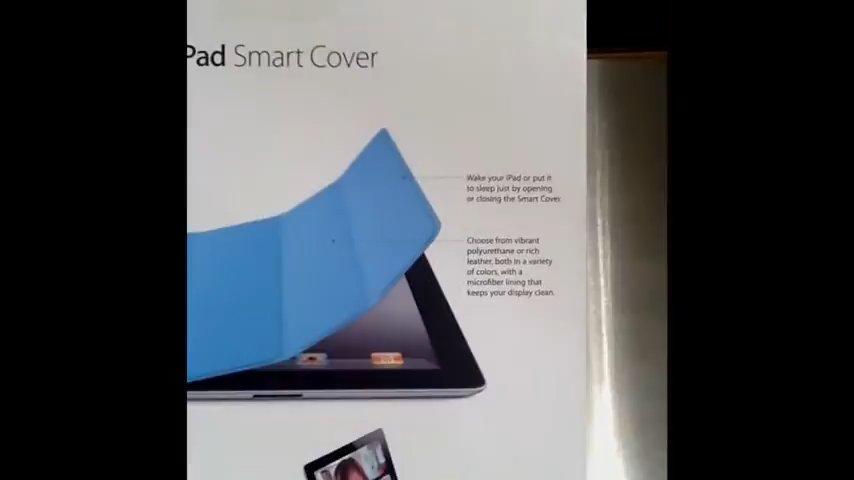 Pad Smart Cover
Wake your iPad or put it
to sleep just by opening
or closing the Smart Cover.
Choose from vibrant
polyurethane or rich
leather, both in a variety
of colors, with a
microfiber lining that
keeps your display clean.